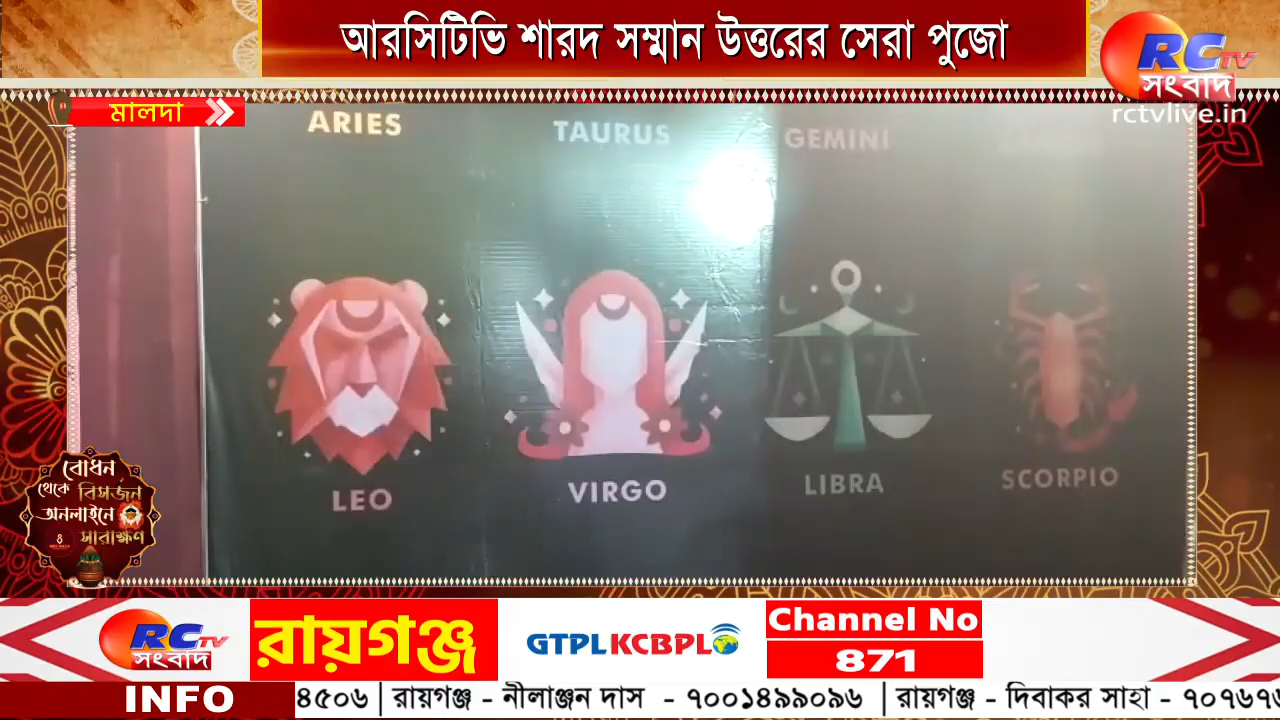 আরসিটিভি শারদ সম্মান উত্তরের সেরা পুজো
RCTV
সংবাদ
rctvlive.in
মালদা
ARIES
TAURUS
GEMINI
LEO
VIRGO
LIBRA
SCORPIO
বোধন
থেকে বিসর্জন
অনলাইনে
সারাক্ষণ
RCTV
সংবাদ
রায়গঞ্জ
GTPL KCBPL
Channel No
871
INFO
৪৫০৬ | রায়গঞ্জ - নীলাঞ্জন দাস - ৭০০১৪৯৯০৯৬ | রায়গঞ্জ - দিবাকর সাহা - ৭০৭৬৭